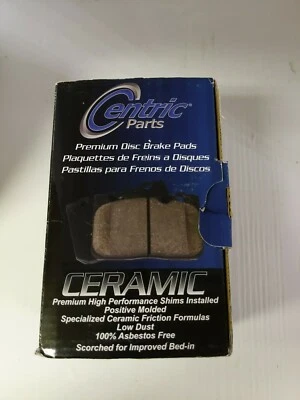 Centric
Parts
Premium Disc Brake Pads
Plaquettes de Freins a Disques
Pastillas para Frenos de Discos
CERAMIC
Premium High Performance Shims Installed
Positive Molded
Specialized Ceramic Friction Formulas
Low Dust
100% Asbestos Free
Scorched for Improved Bed-in